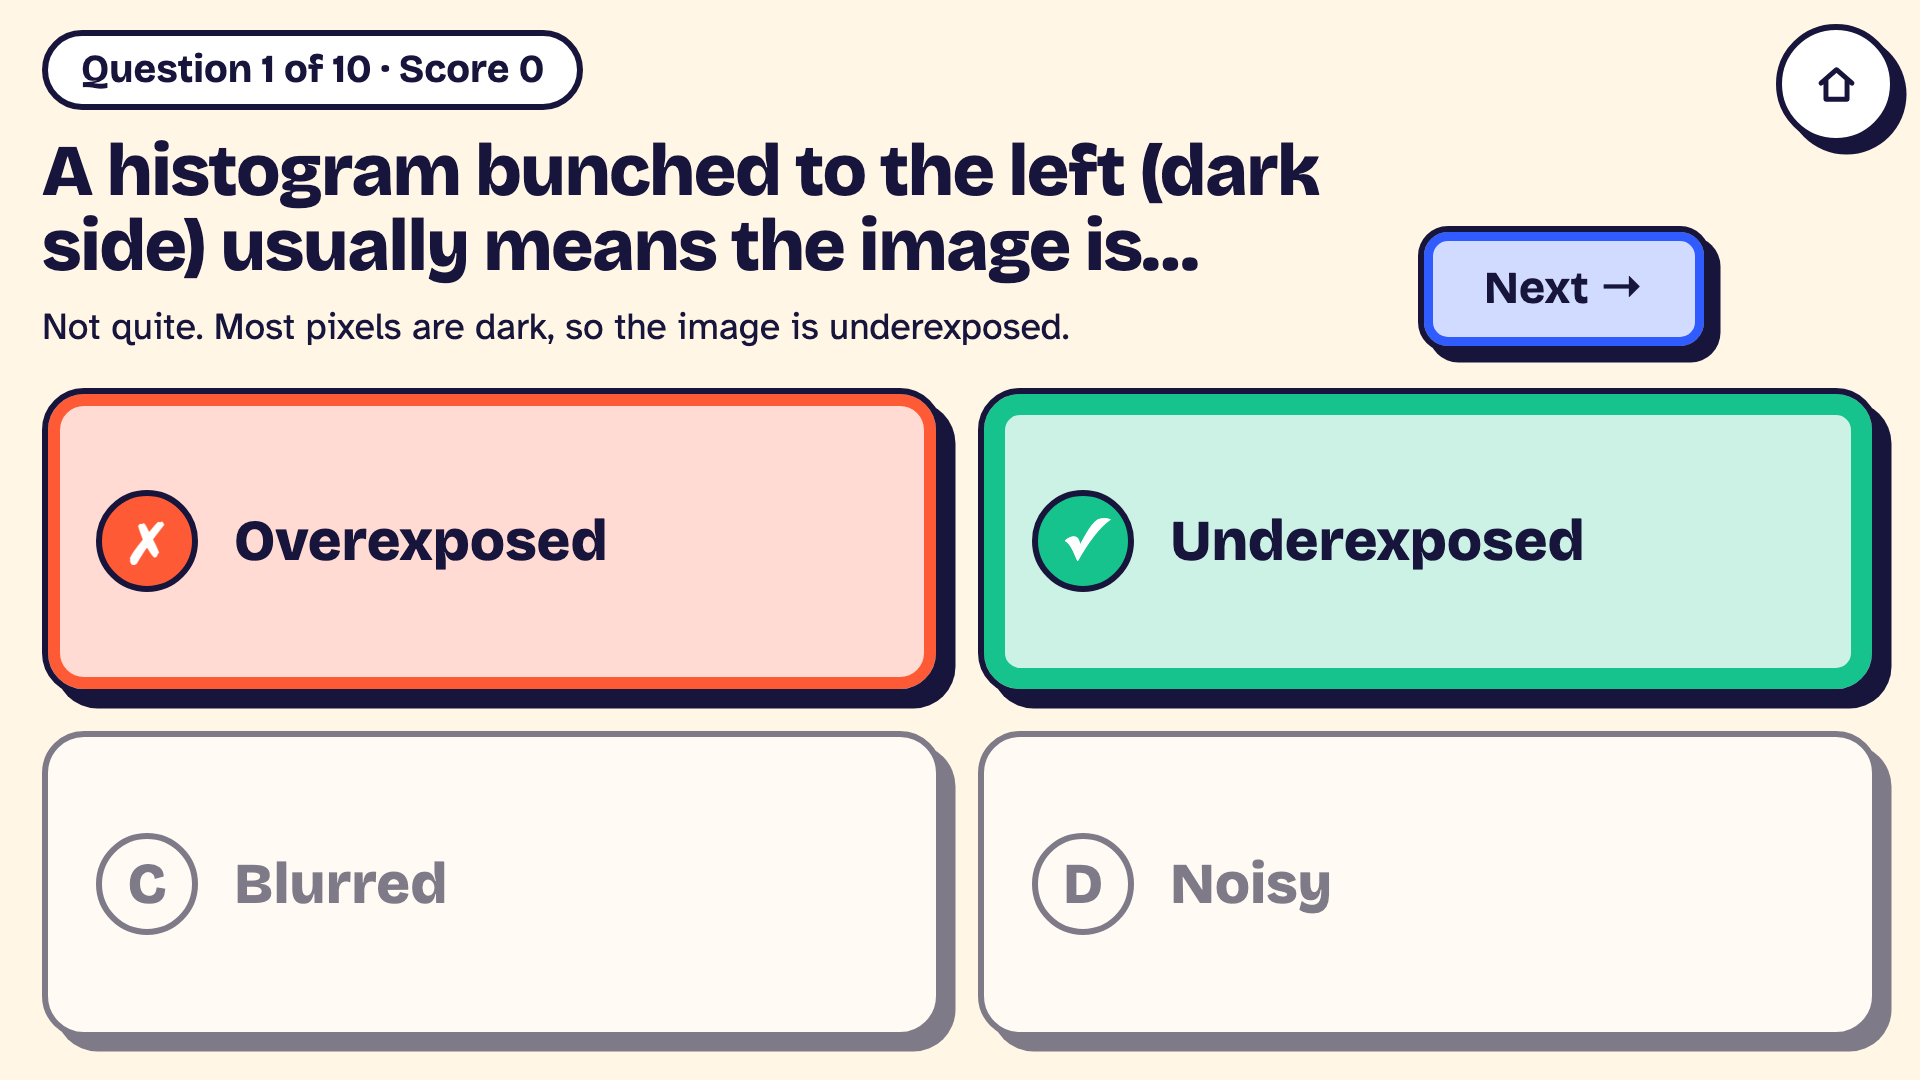 Question 1 of 10 · Score 0
A histogram bunched to the left (dark
side) usually means the image is...
Not quite. Most pixels are dark, so the image is underexposed.
Next →
✗ Overexposed
✓ Underexposed
C Blurred
D Noisy